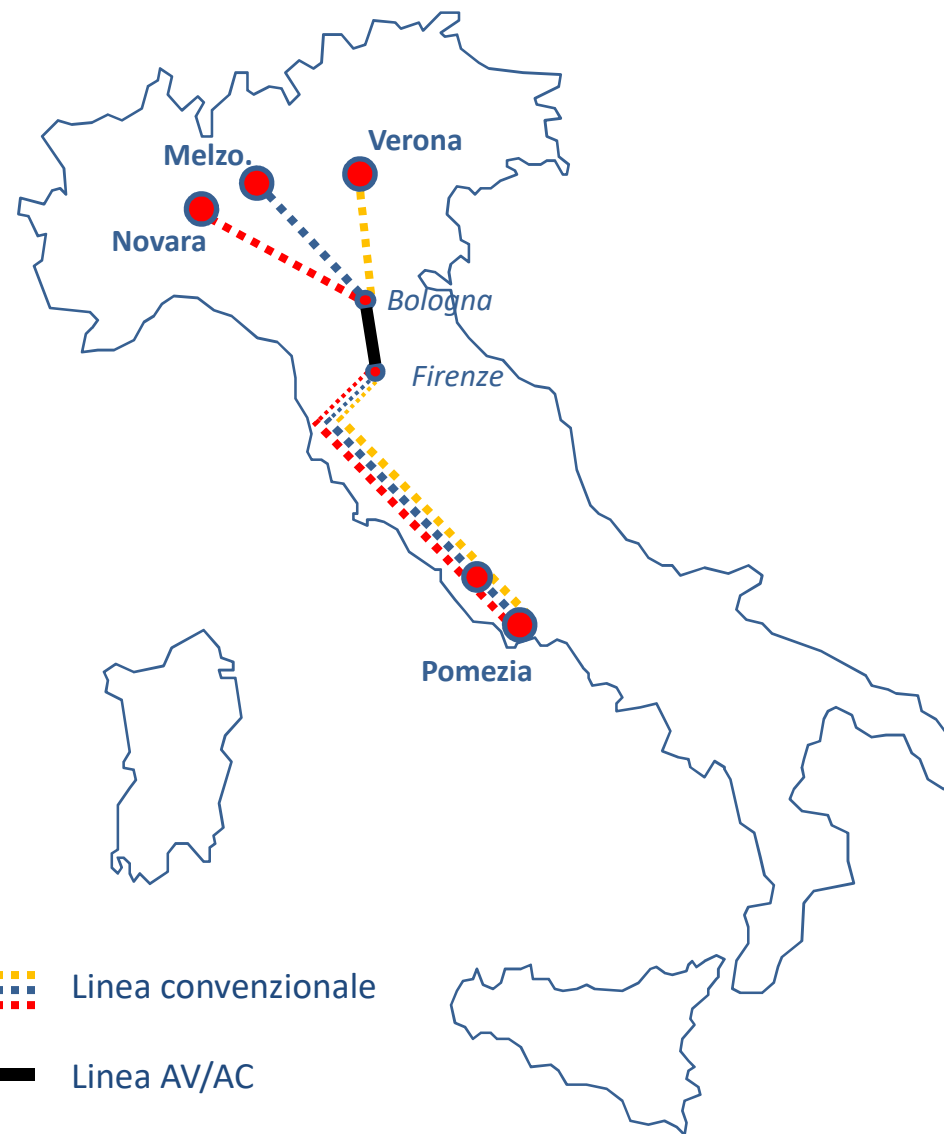 Verona
Melzo.
Novara
Bologna
Firenze
Pomezia
Linea convenzionale
Linea AV/AC